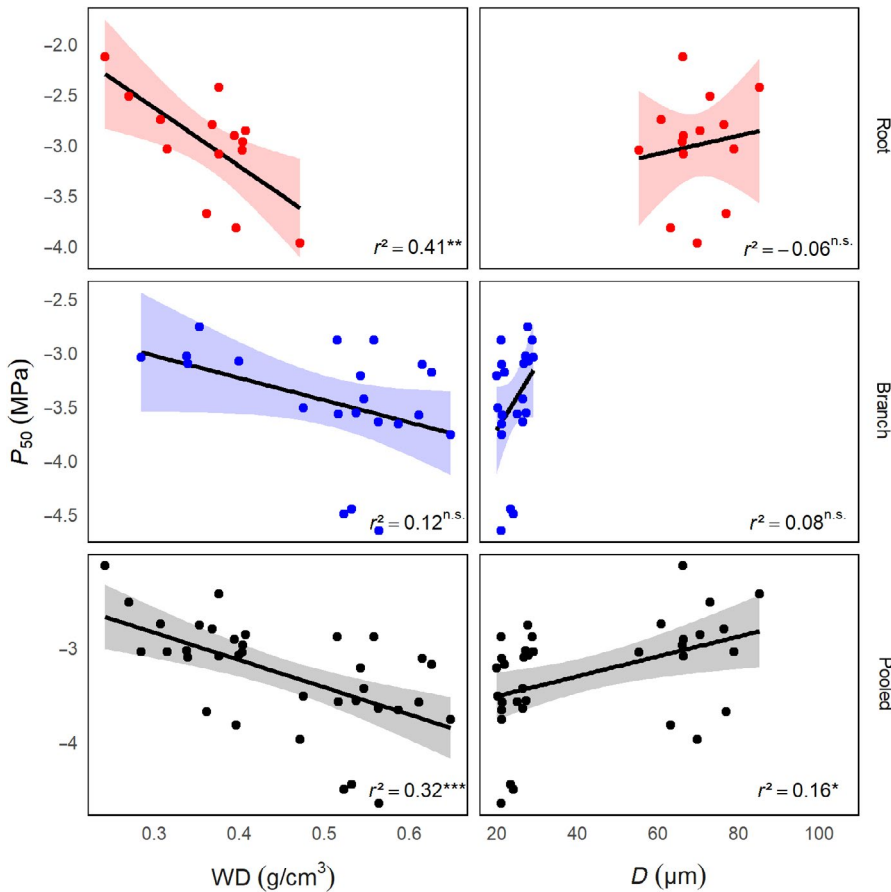 −2.0
−2.5
−3.0
−3.5
−4.0
r² = 0.41**
r² = −0.06n.s.
Root
−2.5
−3.0
−3.5
−4.0
−4.5
r² = 0.12n.s.
r² = 0.08n.s.
Branch
P50 (MPa)
−3
−4
r² = 0.32***
r² = 0.16*
Pooled
0.3 0.4 0.5 0.6
20 40 60 80 100
WD (g/cm³)
D (μm)